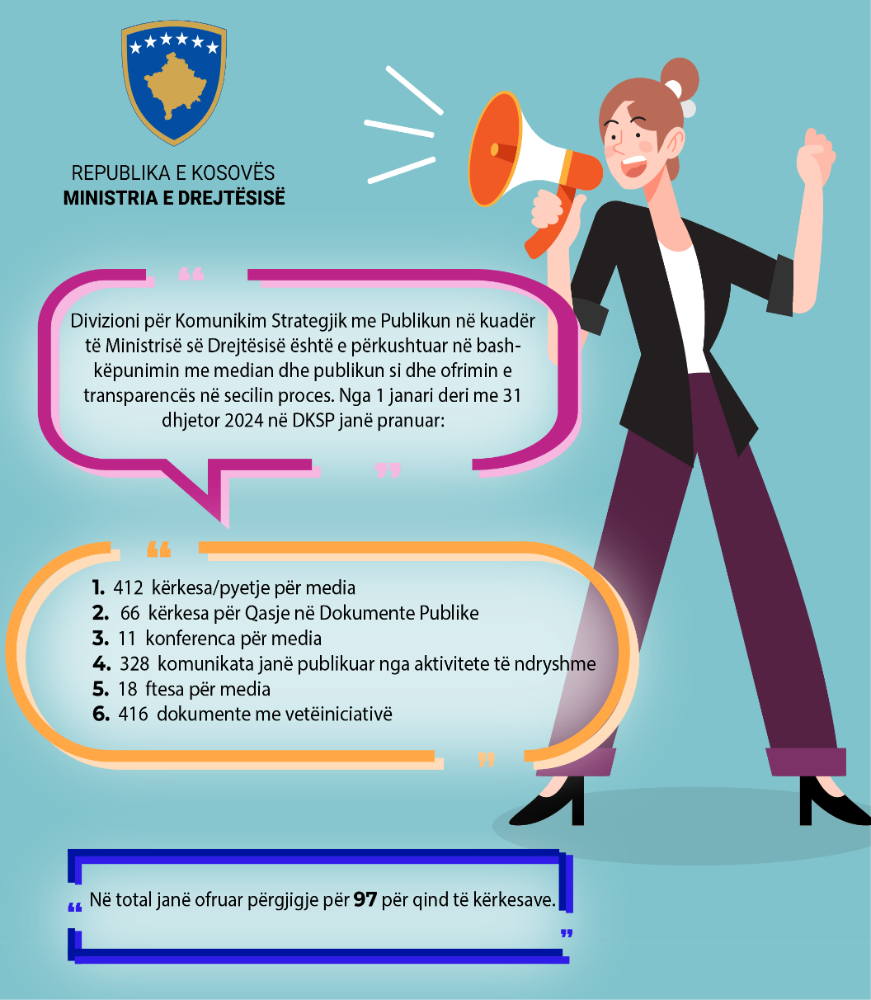 REPUBLIKA E KOSOVËS
MINISTRIA E DREJTËSISË
Divizioni për Komunikim Strategjik me Publikun në kuadër
të Ministrisë së Drejtësisë është e përkushtuar në bash-
këpunimin me median dhe publikun si dhe ofrimin e
transparencës në secilin proces. Nga 1 janari deri me 31
dhjetor 2024 në DKSP janë pranuar:
1. 412 kërkesa/pyetje për media
2. 66 kërkesa për Qasje në Dokumente Publike
3. 11 konferenca për media
4. 328 komunikata janë publikuar nga aktivitete të ndryshme
5. 18 ftesa për media
6. 416 dokumente me vetëiniciativë
Në total janë ofruar përgjigje për 97 për qind të kërkesave.